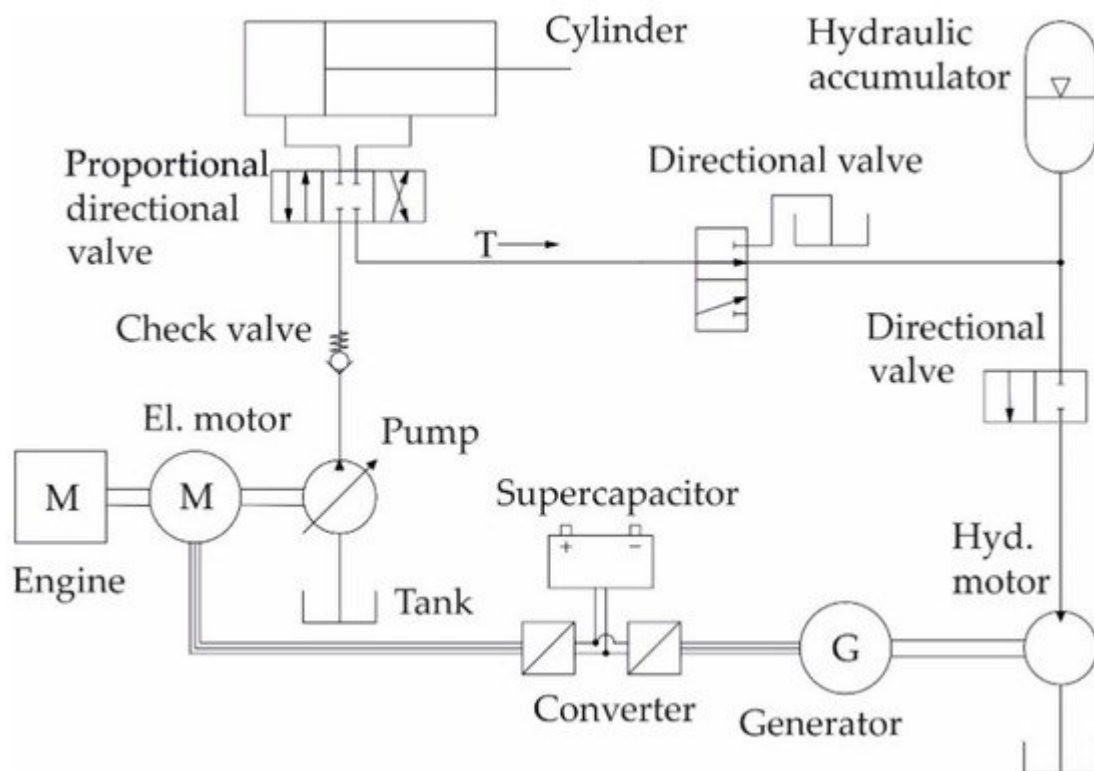 Cylinder
Hydraulic
accumulator
Proportional
directional
valve
Directional valve
T
Check valve
Directional
valve
El. motor
Pump
M
M
Supercapacitor
+ −
Engine
Tank
Hyd.
motor
G
Converter
Generator